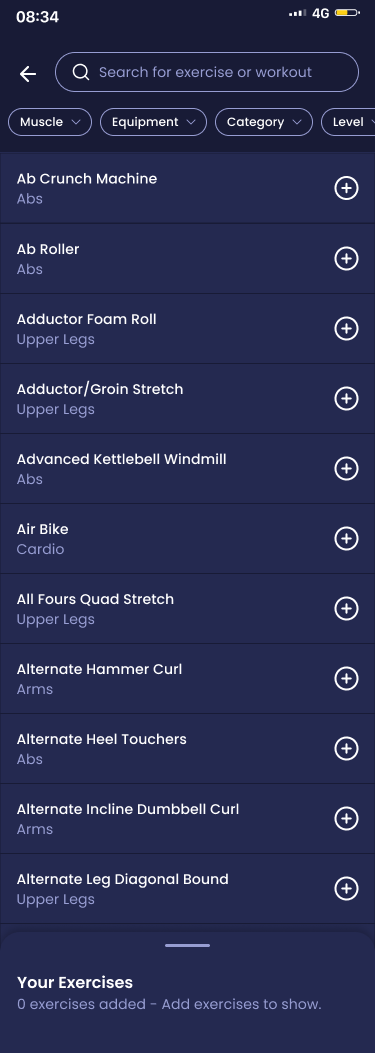 08:34
4G
Search for exercise or workout
Muscle Equipment Category Level
Ab Crunch Machine
Abs
Ab Roller
Abs
Adductor Foam Roll
Upper Legs
Adductor/Groin Stretch
Upper Legs
Advanced Kettlebell Windmill
Abs
Air Bike
Cardio
All Fours Quad Stretch
Upper Legs
Alternate Hammer Curl
Arms
Alternate Heel Touchers
Abs
Alternate Incline Dumbbell Curl
Arms
Alternate Leg Diagonal Bound
Upper Legs
Your Exercises
0 exercises added - Add exercises to show.